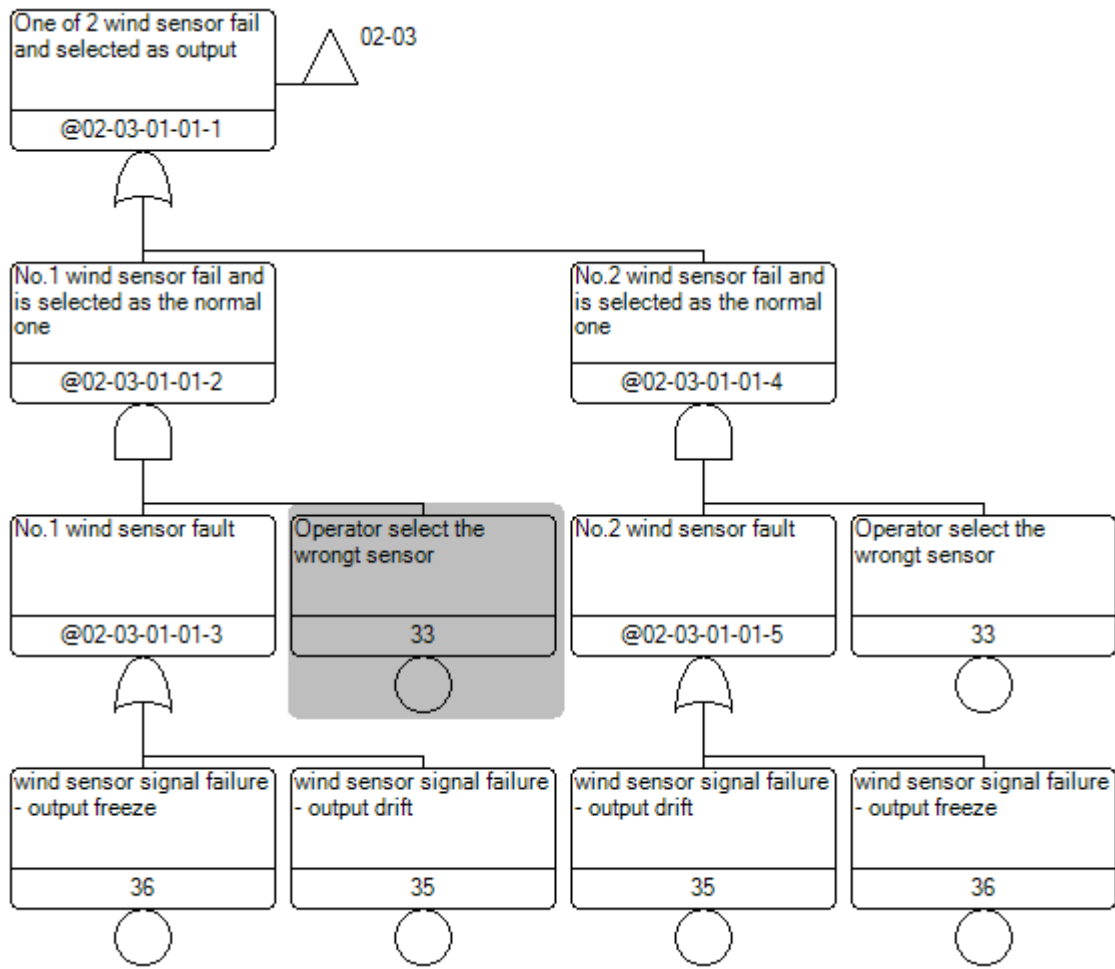 One of 2 wind sensor fail
and selected as output
02-03
@02-03-01-01-1
No.1 wind sensor fail and
is selected as the normal
one
@02-03-01-01-2
No.2 wind sensor fail and
is selected as the normal
one
@02-03-01-01-4
No.1 wind sensor fault
@02-03-01-01-3
Operator select the
wrongt sensor
33
No.2 wind sensor fault
@02-03-01-01-5
Operator select the
wrongt sensor
33
wind sensor signal failure
- output freeze
36
wind sensor signal failure
- output drift
35
wind sensor signal failure
- output drift
35
wind sensor signal failure
- output freeze
36